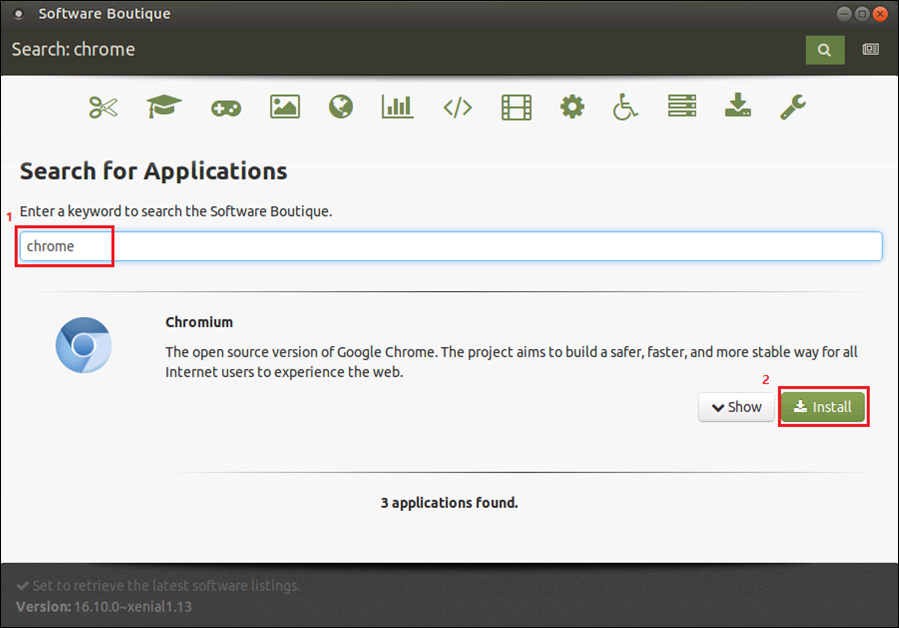 Software Boutique
Search: chrome
Search for Applications
Enter a keyword to search the Software Boutique.
1
chrome
Chromium
The open source version of Google Chrome. The project aims to build a safer, faster, and more stable way for all
Internet users to experience the web.
2
Show
Install
3 applications found.
Set to retrieve the latest software listings.
Version: 16.10.0~xenial1.13